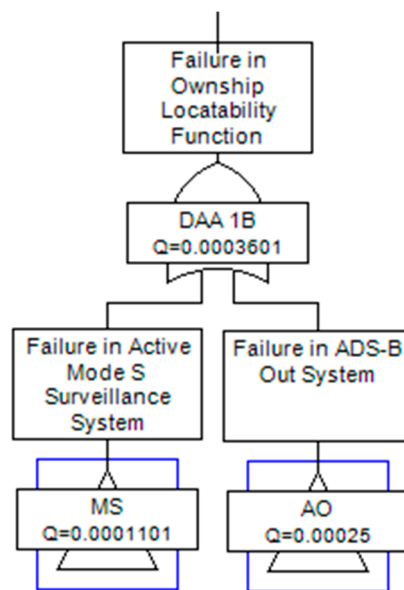 Failure in
Ownship
Locatability
Function
DAA 1B
Q=0.0003601
Failure in Active
Mode S
Surveillance
System
Failure in ADS-B
Out System
MS
Q=0.0001101
AO
Q=0.00025